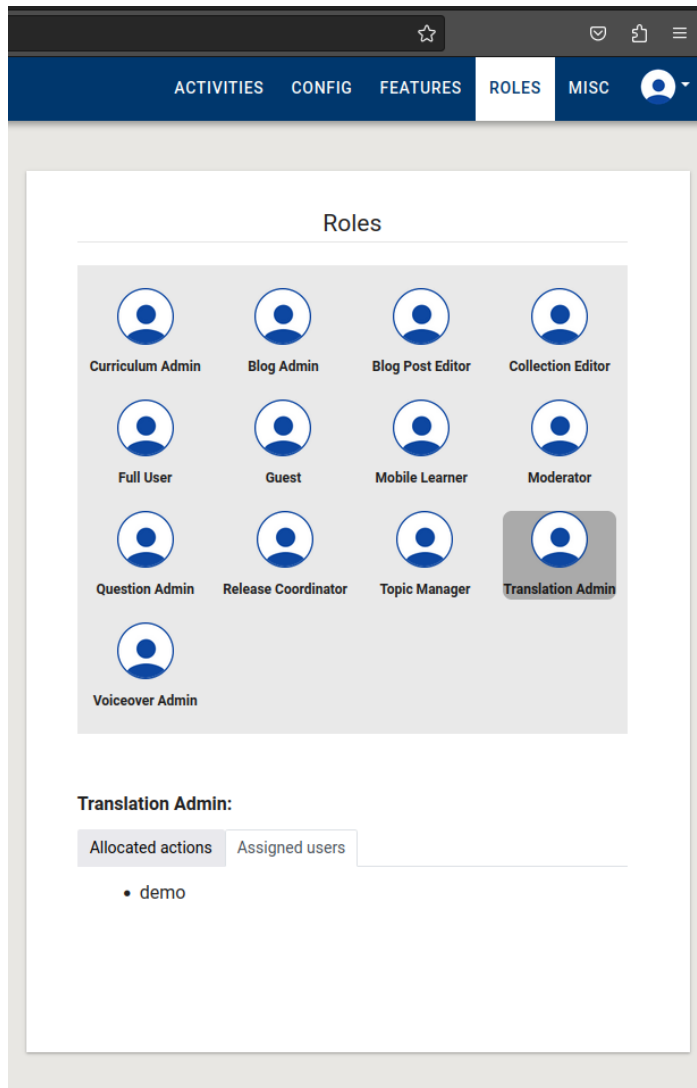 ACTIVITIES CONFIG FEATURES ROLES MISC
Roles
Curriculum Admin Blog Admin Blog Post Editor Collection Editor
Full User Guest Mobile Learner Moderator
Question Admin Release Coordinator Topic Manager Translation Admin
Voiceover Admin
Translation Admin:
Allocated actions Assigned users
• demo